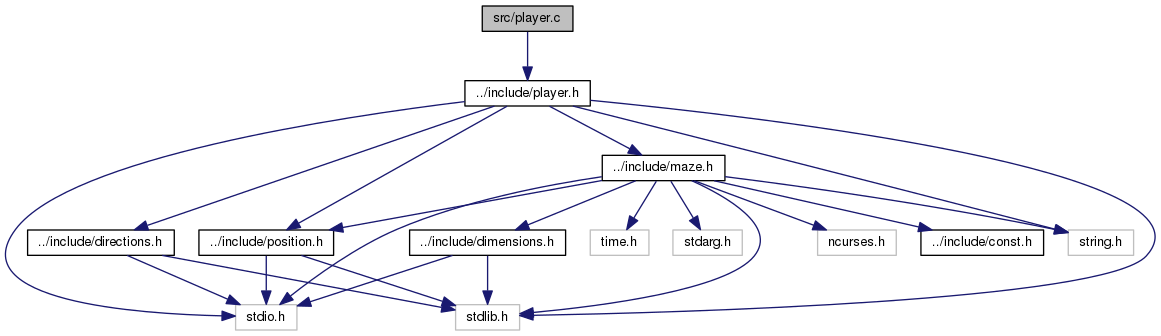 src/player.c
../include/player.h
../include/maze.h
../include/directions.h
../include/position.h
../include/dimensions.h
time.h
stdarg.h
ncurses.h
../include/const.h
string.h
stdio.h
stdlib.h